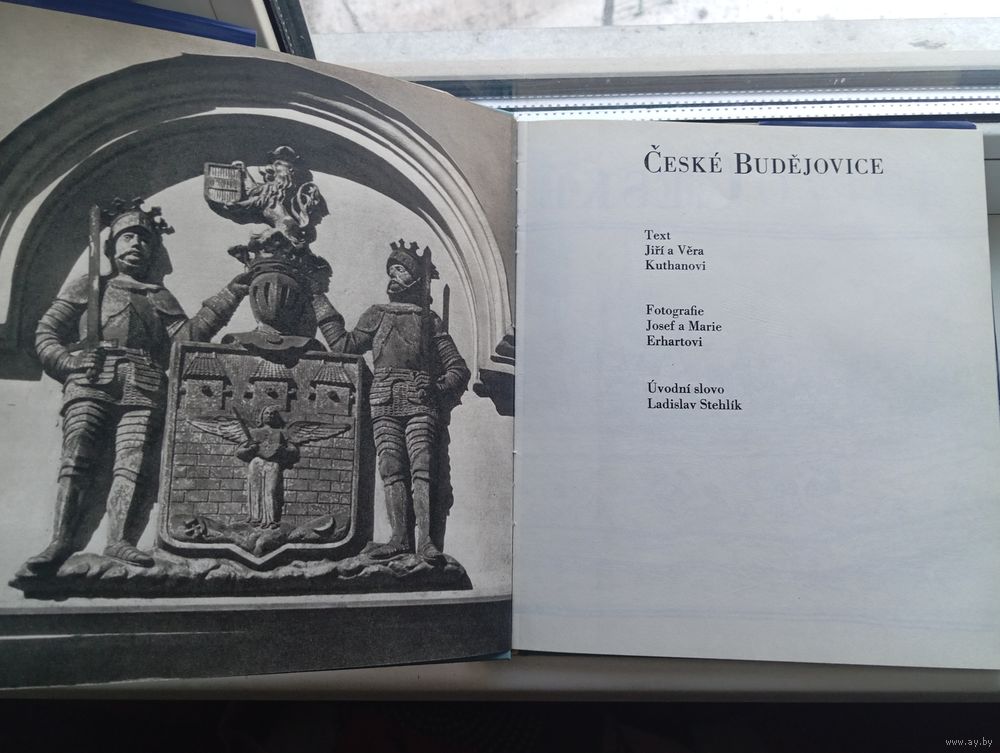 ČESKÉ BUDĚJOVICE
Text
Jiří a Věra
Kuthanovi
Fotografie
Josef a Marie
Erhartovi
Úvodní slovo
Ladislav Stehlík
www.ay.by